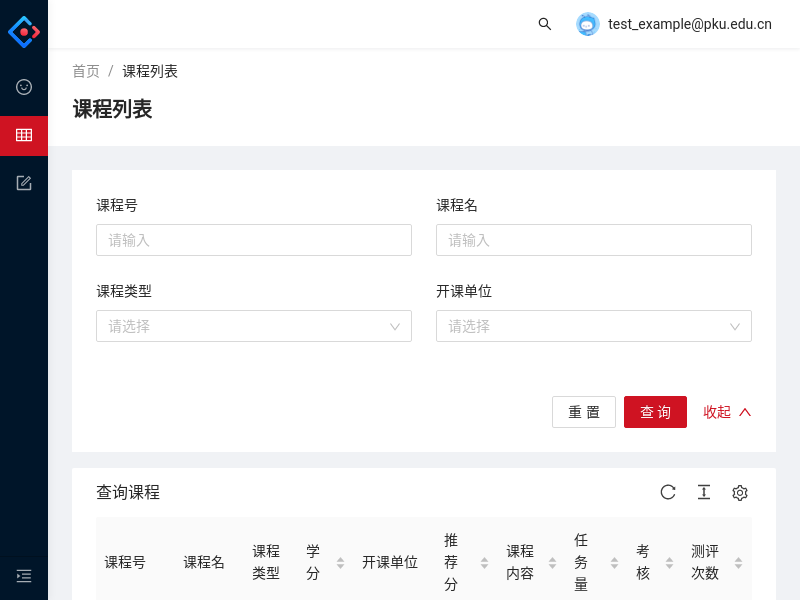 test_example@pku.edu.cn
首页 / 课程列表
课程列表
课程号
课程名
请输入
请输入
课程类型
开课单位
请选择
请选择
重 置
查 询
收起
查询课程
课程号
课程名
课程
类型
学
分
开课单位
推
荐
分
课程
内容
任
务
量
考
核
测评
次数